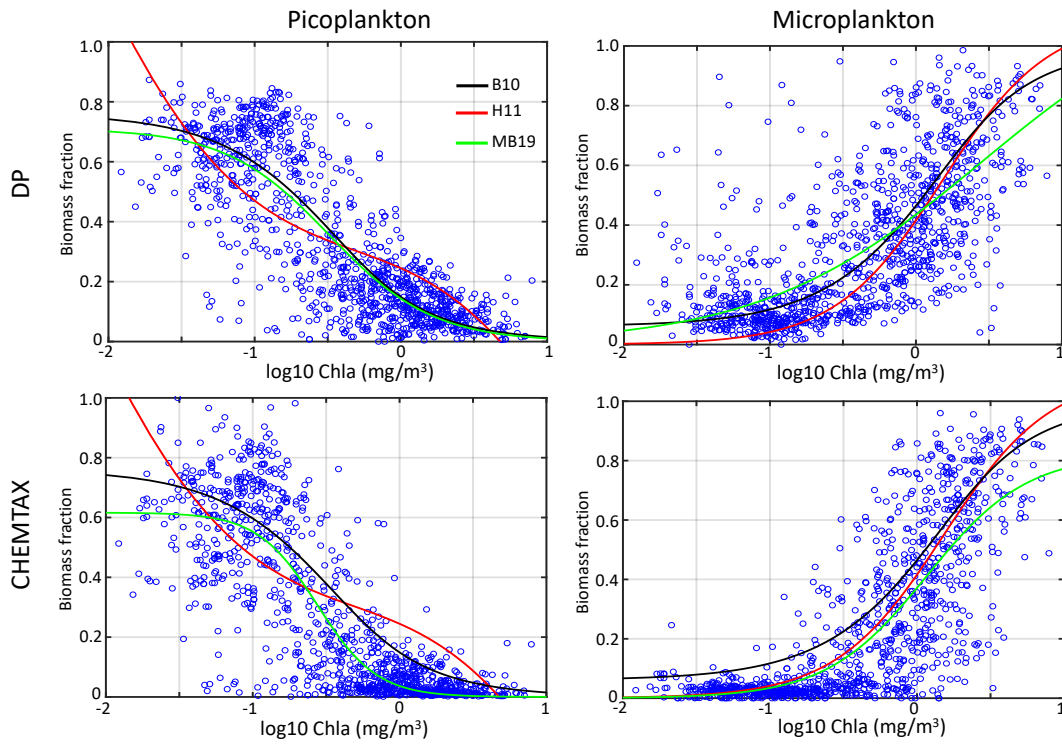 Picoplankton
Microplankton
DP
1.0
0.8
0.6
0.4
0.2
0
Biomass fraction
B10
H11
MB19
-2
-1
0
1
log10 Chla (mg/m³)
1.0
0.8
0.6
0.4
0.2
0
Biomass fraction
-2
-1
0
1
log10 Chla (mg/m³)
CHEMTAX
1.0
0.8
0.6
0.4
0.2
0
Biomass fraction
-2
-1
0
1
log10 Chla (mg/m³)
1.0
0.8
0.6
0.4
0.2
0
Biomass fraction
-2
-1
0
1
log10 Chla (mg/m³)